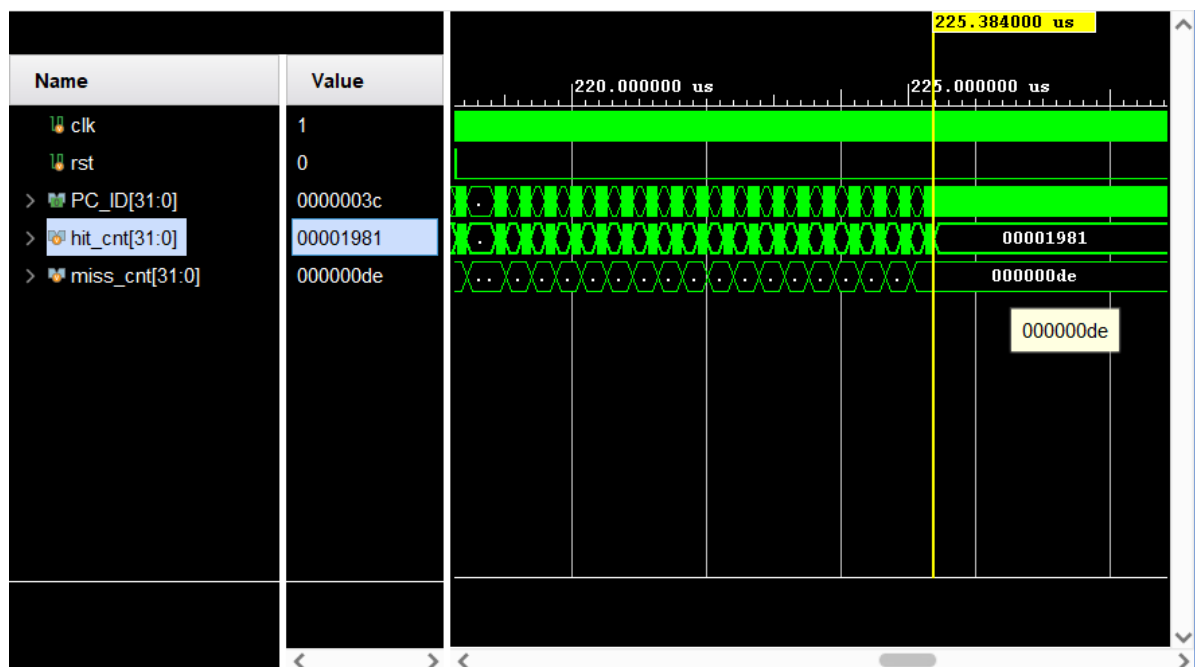 225.384000 us
Name
Value
220.000000 us
225.000000 us
clk
1
rst
0
PC_ID[31:0]
0000003c
hit_cnt[31:0]
00001981
00001981
miss_cnt[31:0]
000000de
000000de
000000de